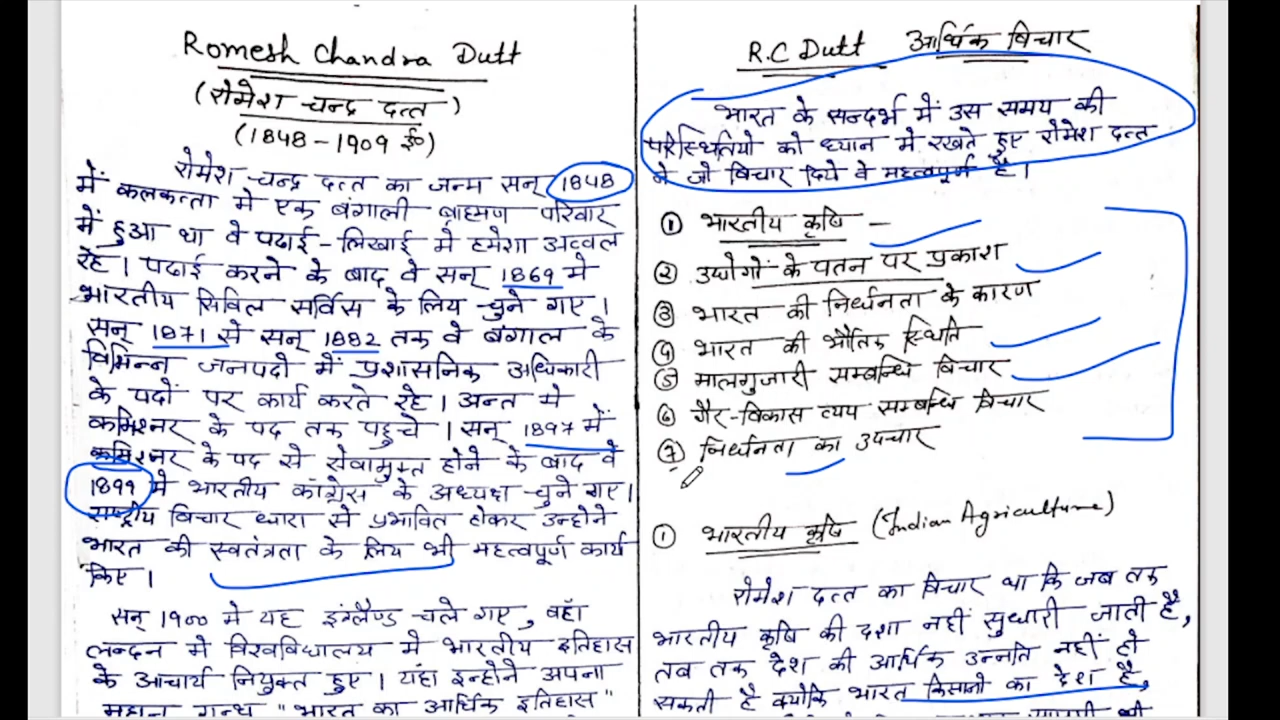 Romesh Chandra Dutt
(रोमेश चन्द्र दत्त)
(1848 - 1909 ई०)
रोमेश चन्द्र दत्त का जन्म सन् 1848
में कलकत्ता मे एक बंगाली ब्राह्मण परिवार
में हुआ था वे पढाई-लिखाई मे हमेशा अव्वल
रहे। पढाई करने के बाद वे सन् 1869 मे
भारतीय सिविल सर्विस के लिय चुने गए।
सन् 1871 से सन् 1882 तक वे बंगाल के
विभिन्न जनपदो में प्रशासनिक अधिकारी
के पदों पर कार्य करते रहे। अन्त मे
कमिश्नर के पद तक पहुचे। सन् 1897 में
कमिश्नर के पद से सेवामुक्त होने के बाद वे
1899 मे भारतीय कांग्रेस के अध्यक्ष चुने गए।
राष्ट्रीय विचार ध्यारा से प्रभावित होकर उन्होने
भारत की स्वतंत्रता के लिय भी महत्वपूर्ण कार्य
किए।
सन् 1900 मे यह इंग्लैण्ड चले गए, वहाँ
लन्दन मे विश्वविधालय मे भारतीय इतिहास
के आचार्य नियुक्त हुए। यहां इन्होने अपना
महान ग्रन्थ "भारत का आर्थिक इतिहास"
R.C Dutt आर्थिक विचार
भारत के सन्दर्भ में उस समय की
परिस्थितियो को ध्यान मे रखते हुए रोमेश दत्त
ने जो विचार दिये वे महत्वपूर्ण है।
① भारतीय कृषि –
② उधोगों के पतन पर प्रकाश
③ भारत की निर्धनता के कारण
④ भारत की भौतिक स्थिति
⑤ मालगुजारी सम्बन्धि विचार
⑥ गैर-विकास व्यय सम्बन्धि विचार
⑦ निर्धनता का उपचार
① भारतीय कृषि (Indian Agriculture)
रोमेश दत्त का विचार था कि जब तक
भारतीय कृषि की दशा नहीं सुधारी जाती है,
तब तक देश की आर्थिक उन्नति नहीं हो
सकती है क्योकि भारत किसानो का देश है,